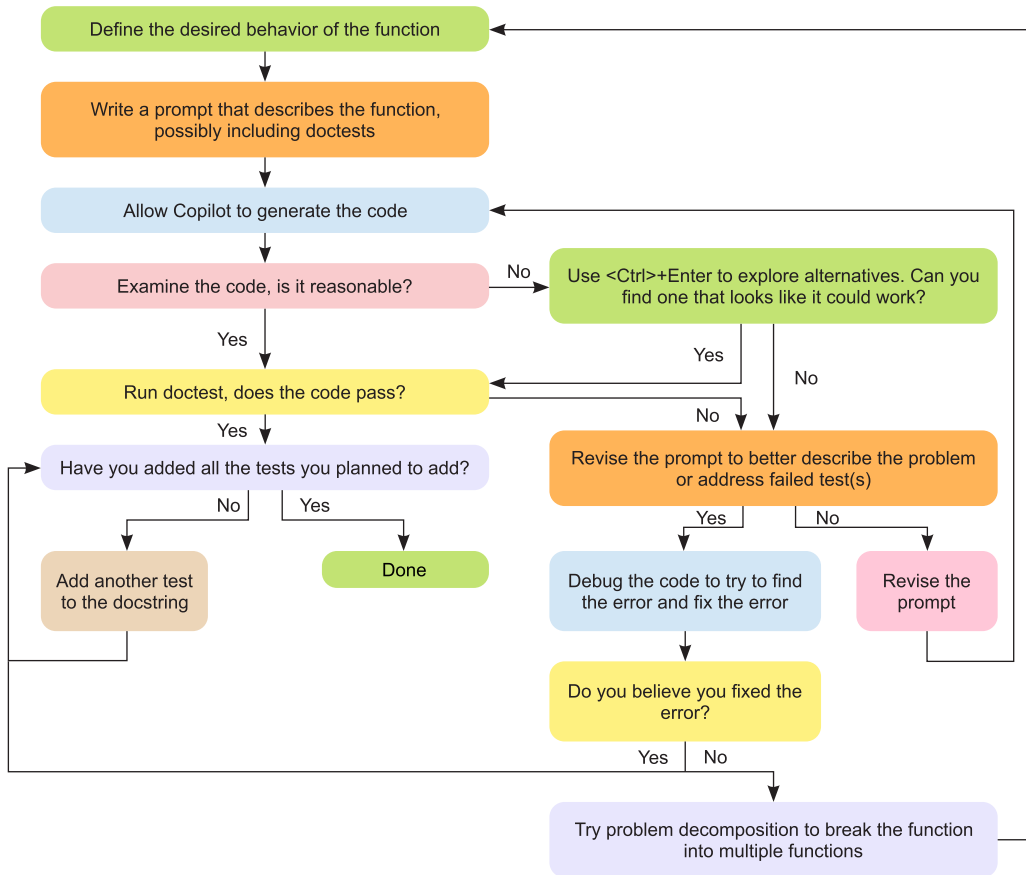 Define the desired behavior of the function
Write a prompt that describes the function,
possibly including doctests
Allow Copilot to generate the code
Examine the code, is it reasonable?
No
Use <Ctrl>+Enter to explore alternatives. Can you
find one that looks like it could work?
Yes
Yes
No
Run doctest, does the code pass?
No
Yes
Have you added all the tests you planned to add?
Revise the prompt to better describe the problem
or address failed test(s)
No
Yes
Yes
No
Add another test
to the docstring
Done
Debug the code to try to find
the error and fix the error
Revise the
prompt
Do you believe you fixed the
error?
Yes
No
Try problem decomposition to break the function
into multiple functions